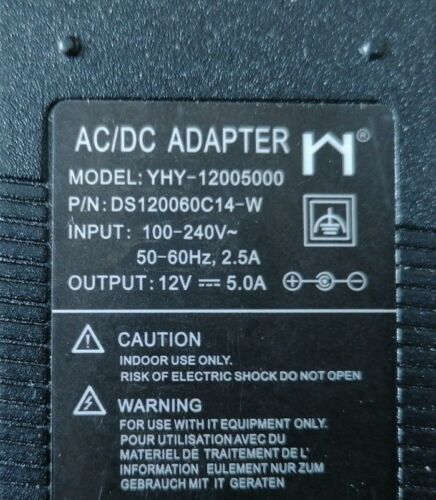 AC/DC ADAPTER
MODEL: YHY-12005000
P/N: DS120060C14-W
INPUT: 100-240V~
50-60Hz, 2.5A
OUTPUT: 12V ⎓ 5.0A
CAUTION
INDOOR USE ONLY.
RISK OF ELECTRIC SHOCK DO NOT OPEN
WARNING
FOR USE WITH IT EQUIPMENT ONLY.
POUR UTILISATION AVEC DU
MATERIEL DE TRAITEMENT DE L'
INFORMATION EULEMENT NUR ZUM
GEBRAUCH MIT IT GERATEN